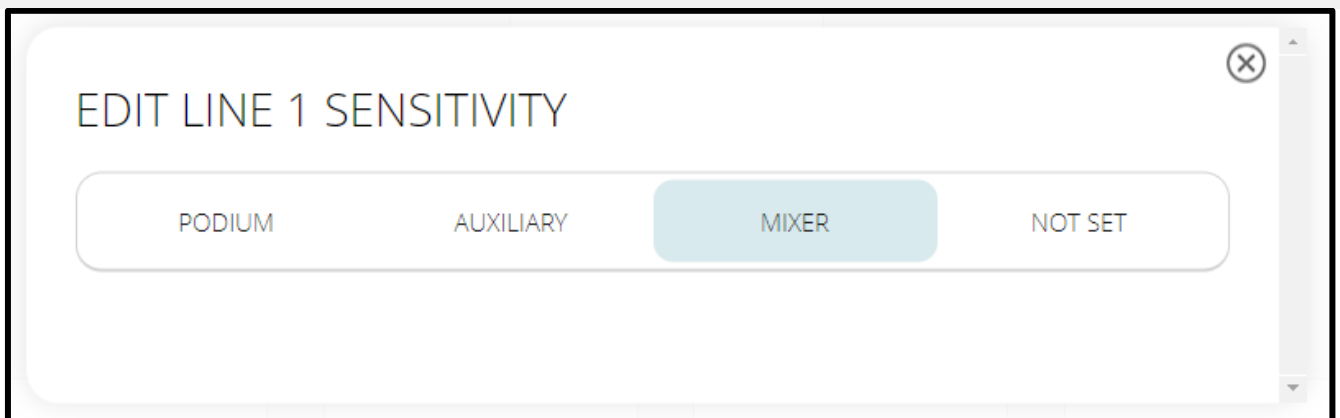 EDIT LINE 1 SENSITIVITY
PODIUM AUXILIARY MIXER NOT SET